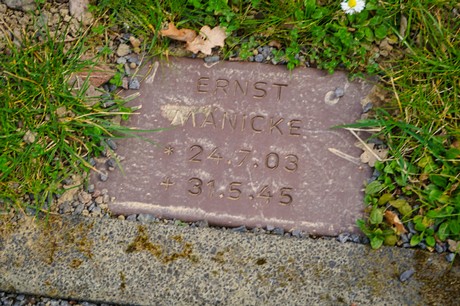 ERNST
MANICKE
* 24.7.03
+ 31.5.45